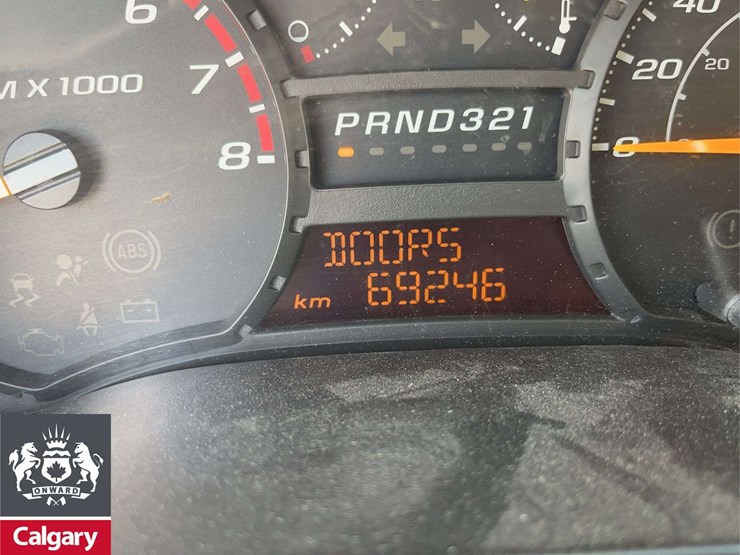 6
40
M X 1000
7
20
20
PRND321
8
0
DOORS
ABS
km 69246
ONWARD
Calgary